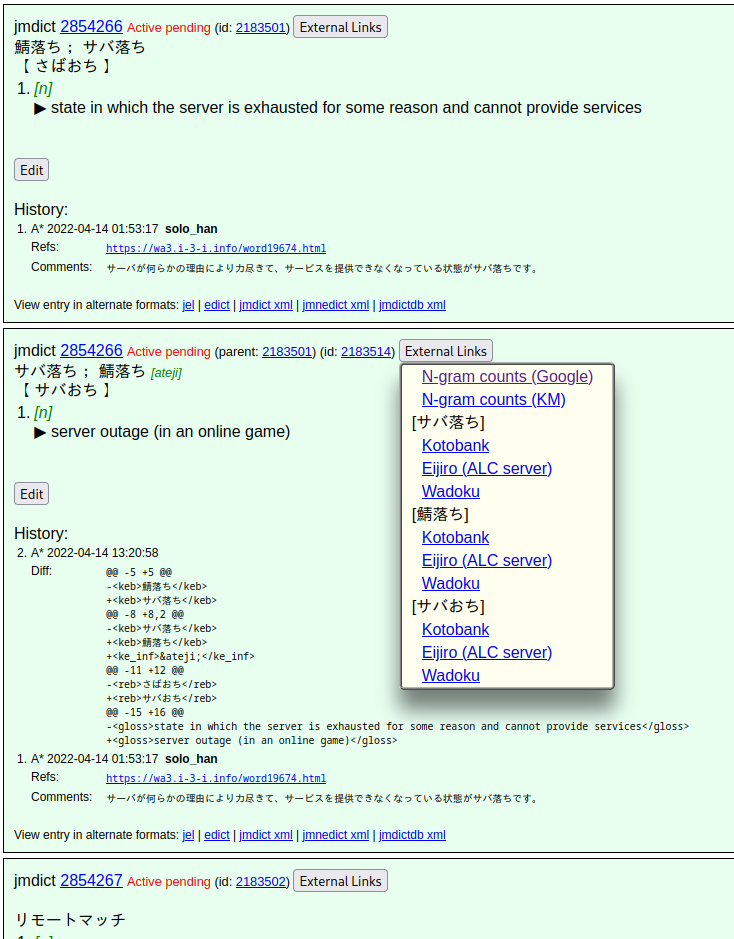 jmdict 2854266 Active pending (id: 2183501) External Links
鯖落ち； サバ落ち
【 さばおち 】
1. [n]
▶ state in which the server is exhausted for some reason and cannot provide services
Edit
History:
1. A* 2022-04-14 01:53:17 solo_han
Refs: https://wa3.i-3-i.info/word19674.html
Comments: サーバが何らかの理由により力尽きて、サービスを提供できなくなっている状態がサバ落ちです。
View entry in alternate formats: jel | edict | jmdict xml | jmnedict xml | jmdictdb xml
jmdict 2854266 Active pending (parent: 2183501) (id: 2183514) External Links
サバ落ち； 鯖落ち [ateji]
【 サバおち 】
1. [n]
▶ server outage (in an online game)
N-gram counts (Google)
N-gram counts (KM)
[サバ落ち]
Kotobank
Eijiro (ALC server)
Wadoku
[鯖落ち]
Kotobank
Eijiro (ALC server)
Wadoku
[サバおち]
Kotobank
Eijiro (ALC server)
Wadoku
Edit
History:
2. A* 2022-04-14 13:20:58
Diff: @@ -5 +5 @@
-<keb>鯖落ち</keb>
+<keb>サバ落ち</keb>
@@ -8 +8,2 @@
-<keb>サバ落ち</keb>
+<keb>鯖落ち</keb>
+<ke_inf>&ateji;</ke_inf>
@@ -11 +12 @@
-<reb>さばおち</reb>
+<reb>サバおち</reb>
@@ -15 +16 @@
-<gloss>state in which the server is exhausted for some reason and cannot provide services</gloss>
+<gloss>server outage (in an online game)</gloss>
1. A* 2022-04-14 01:53:17 solo_han
Refs: https://wa3.i-3-i.info/word19674.html
Comments: サーバが何らかの理由により力尽きて、サービスを提供できなくなっている状態がサバ落ちです。
View entry in alternate formats: jel | edict | jmdict xml | jmnedict xml | jmdictdb xml
jmdict 2854267 Active pending (id: 2183502) External Links
リモートマッチ